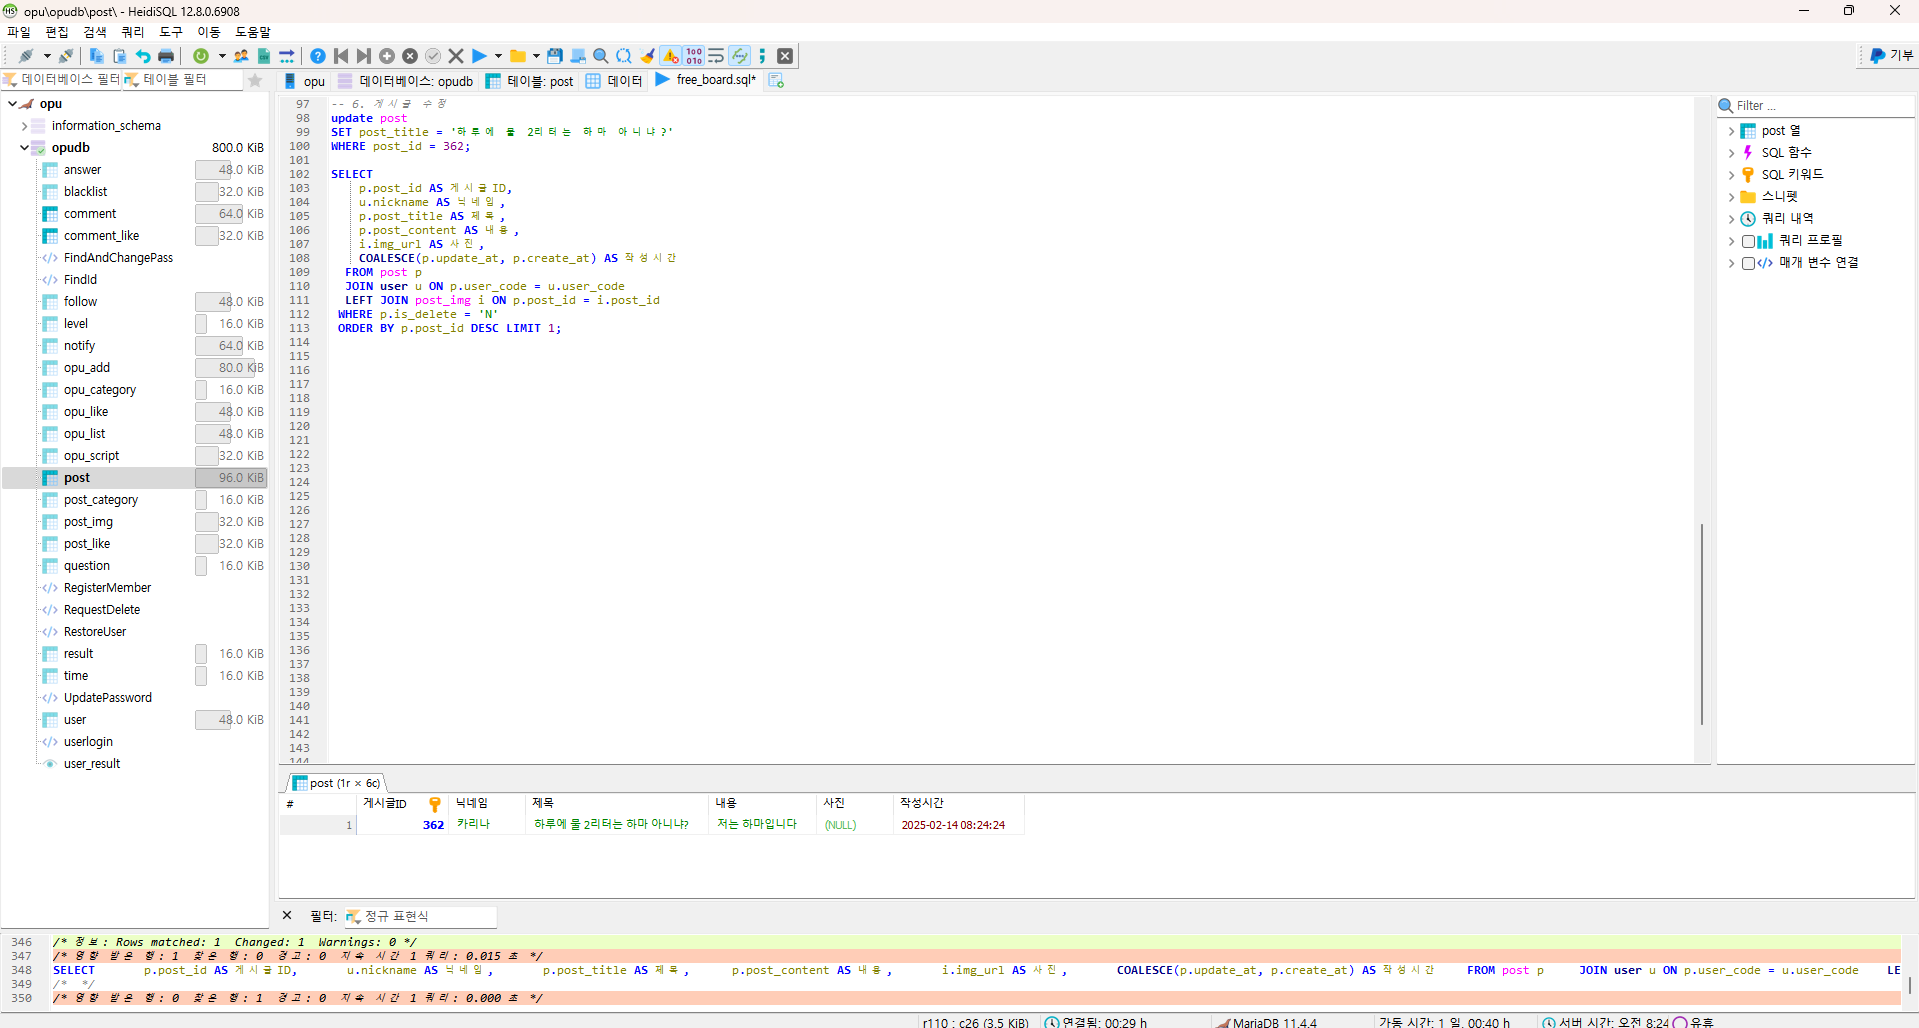 opu\opudb\post\ - HeidiSQL 12.8.0.6908
파일 편집 검색 쿼리 도구 이동 도움말
기부
데이터베이스 필터 테이블 필터
opu 데이터베이스: opudb 테이블: post 데이터 free_board.sql*
opu
information_schema
opudb 800.0 KiB
answer 48.0 KiB
blacklist 32.0 KiB
comment 64.0 KiB
comment_like 32.0 KiB
FindAndChangePass
FindId
follow 48.0 KiB
level 16.0 KiB
notify 64.0 KiB
opu_add 80.0 KiB
opu_category 16.0 KiB
opu_like 48.0 KiB
opu_list 48.0 KiB
opu_script 32.0 KiB
post 96.0 KiB
post_category 16.0 KiB
post_img 32.0 KiB
post_like 32.0 KiB
question 16.0 KiB
RegisterMember
RequestDelete
RestoreUser
result 16.0 KiB
time 16.0 KiB
UpdatePassword
user 48.0 KiB
userlogin
user_result
97 -- 6. 게시글 수정
98 update post
99 SET post_title = '하루에 물 2리터는 하마 아니냐?'
100 WHERE post_id = 362;
101
102 SELECT
103 p.post_id AS 게시글ID,
104 u.nickname AS 닉네임,
105 p.post_title AS 제목,
106 p.post_content AS 내용,
107 i.img_url AS 사진,
108 COALESCE(p.update_at, p.create_at) AS 작성시간
109 FROM post p
110 JOIN user u ON p.user_code = u.user_code
111 LEFT JOIN post_img i ON p.post_id = i.post_id
112 WHERE p.is_delete = 'N'
113 ORDER BY p.post_id DESC LIMIT 1;
114
115
116
117
118
119
120
121
122
123
124
125
126
127
128
129
130
131
132
133
134
135
136
137
138
139
140
141
142
143
144
Filter ...
post 열
SQL 함수
SQL 키워드
스니펫
쿼리 내역
쿼리 프로필
매개 변수 연결
post (1r × 6c)
# 게시글ID 닉네임 제목 내용 사진 작성시간
1 362 카리나 하루에 물 2리터는 하마 아니냐? 저는 하마입니다 (NULL) 2025-02-14 08:24:24
필터: 정규 표현식
346 /* 정보: Rows matched: 1 Changed: 1 Warnings: 0 */
347 /* 영향 받은 행: 1 찾은 행: 0 경고: 0 지속 시간 1 쿼리: 0.015 초 */
348 SELECT p.post_id AS 게시글ID, u.nickname AS 닉네임, p.post_title AS 제목, p.post_content AS 내용, i.img_url AS 사진, COALESCE(p.update_at, p.create_at) AS 작성시간 FROM post p JOIN user u ON p.user_code = u.user_code LE
349 /* */
350 /* 영향 받은 행: 0 찾은 행: 1 경고: 0 지속 시간 1 쿼리: 0.000 초 */
r110 : c26 (3.5 KiB) 연결됨: 00:29 h MariaDB 11.4.4 가동 시간: 1 일, 00:40 h 서버 시간: 오전 8:24 유휴